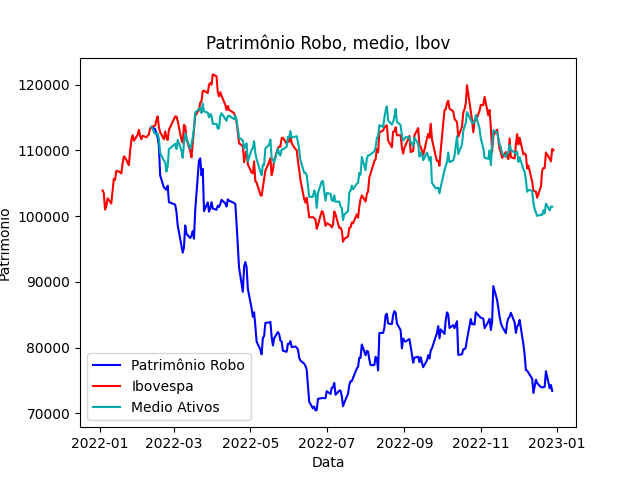 Patrimônio Robo, medio, Ibov
Patrimonio
120000
110000
100000
90000
80000
70000
Patrimônio Robo
Ibovespa
Medio Ativos
2022-01 2022-03 2022-05 2022-07 2022-09 2022-11 2023-01
Data